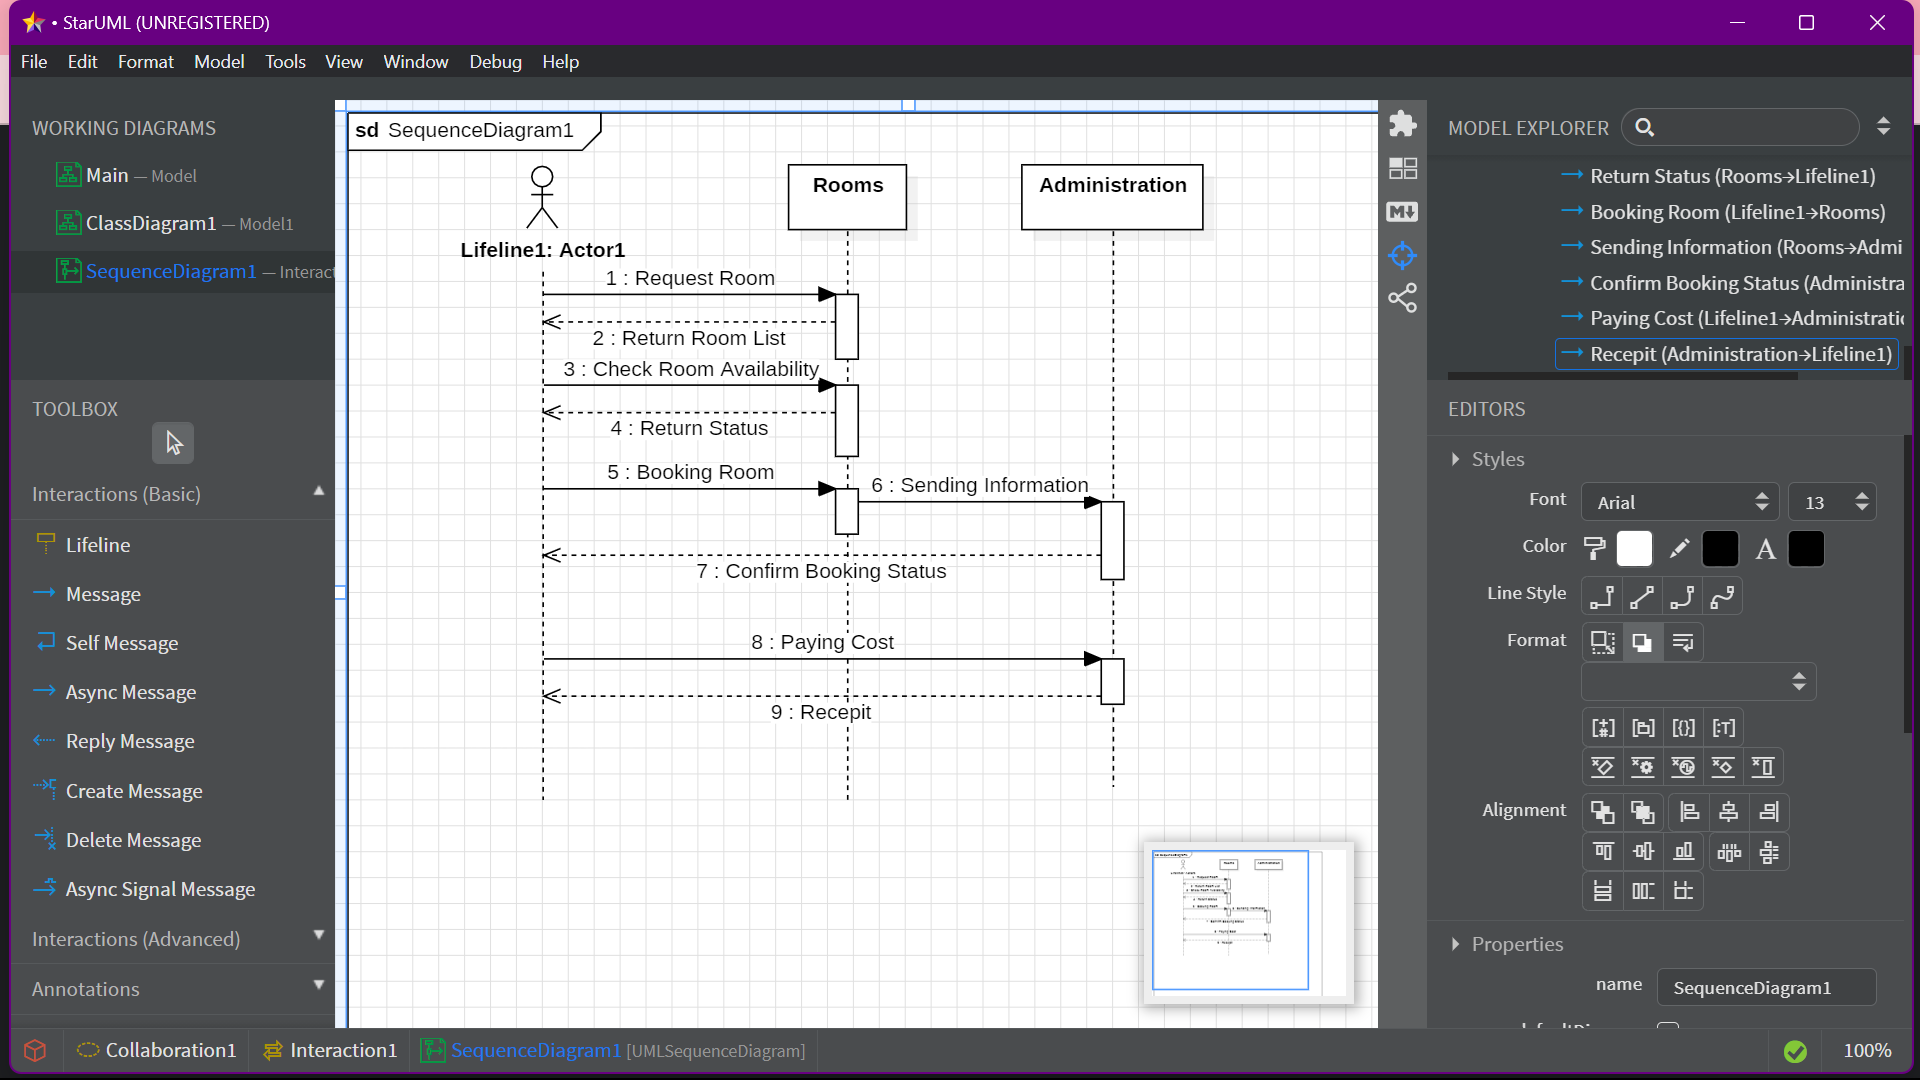 • StarUML (UNREGISTERED)
File Edit Format Model Tools View Window Debug Help
WORKING DIAGRAMS
Main — Model
ClassDiagram1 — Model1
SequenceDiagram1 — Interact
TOOLBOX
Interactions (Basic)
Lifeline
Message
Self Message
Async Message
Reply Message
Create Message
Delete Message
Async Signal Message
Interactions (Advanced)
Annotations
sd SequenceDiagram1
Rooms
Administration
Lifeline1: Actor1
1 : Request Room
2 : Return Room List
3 : Check Room Availability
4 : Return Status
5 : Booking Room
6 : Sending Information
7 : Confirm Booking Status
8 : Paying Cost
9 : Recepit
MODEL EXPLORER
Return Status (Rooms→Lifeline1)
Booking Room (Lifeline1→Rooms)
Sending Information (Rooms→Admi
Confirm Booking Status (Administra
Paying Cost (Lifeline1→Administratio
Recepit (Administration→Lifeline1)
EDITORS
Styles
Font Arial 13
Color A
Line Style
Format
Alignment
Properties
name SequenceDiagram1
Collaboration1 Interaction1 SequenceDiagram1 [UMLSequenceDiagram] 100%